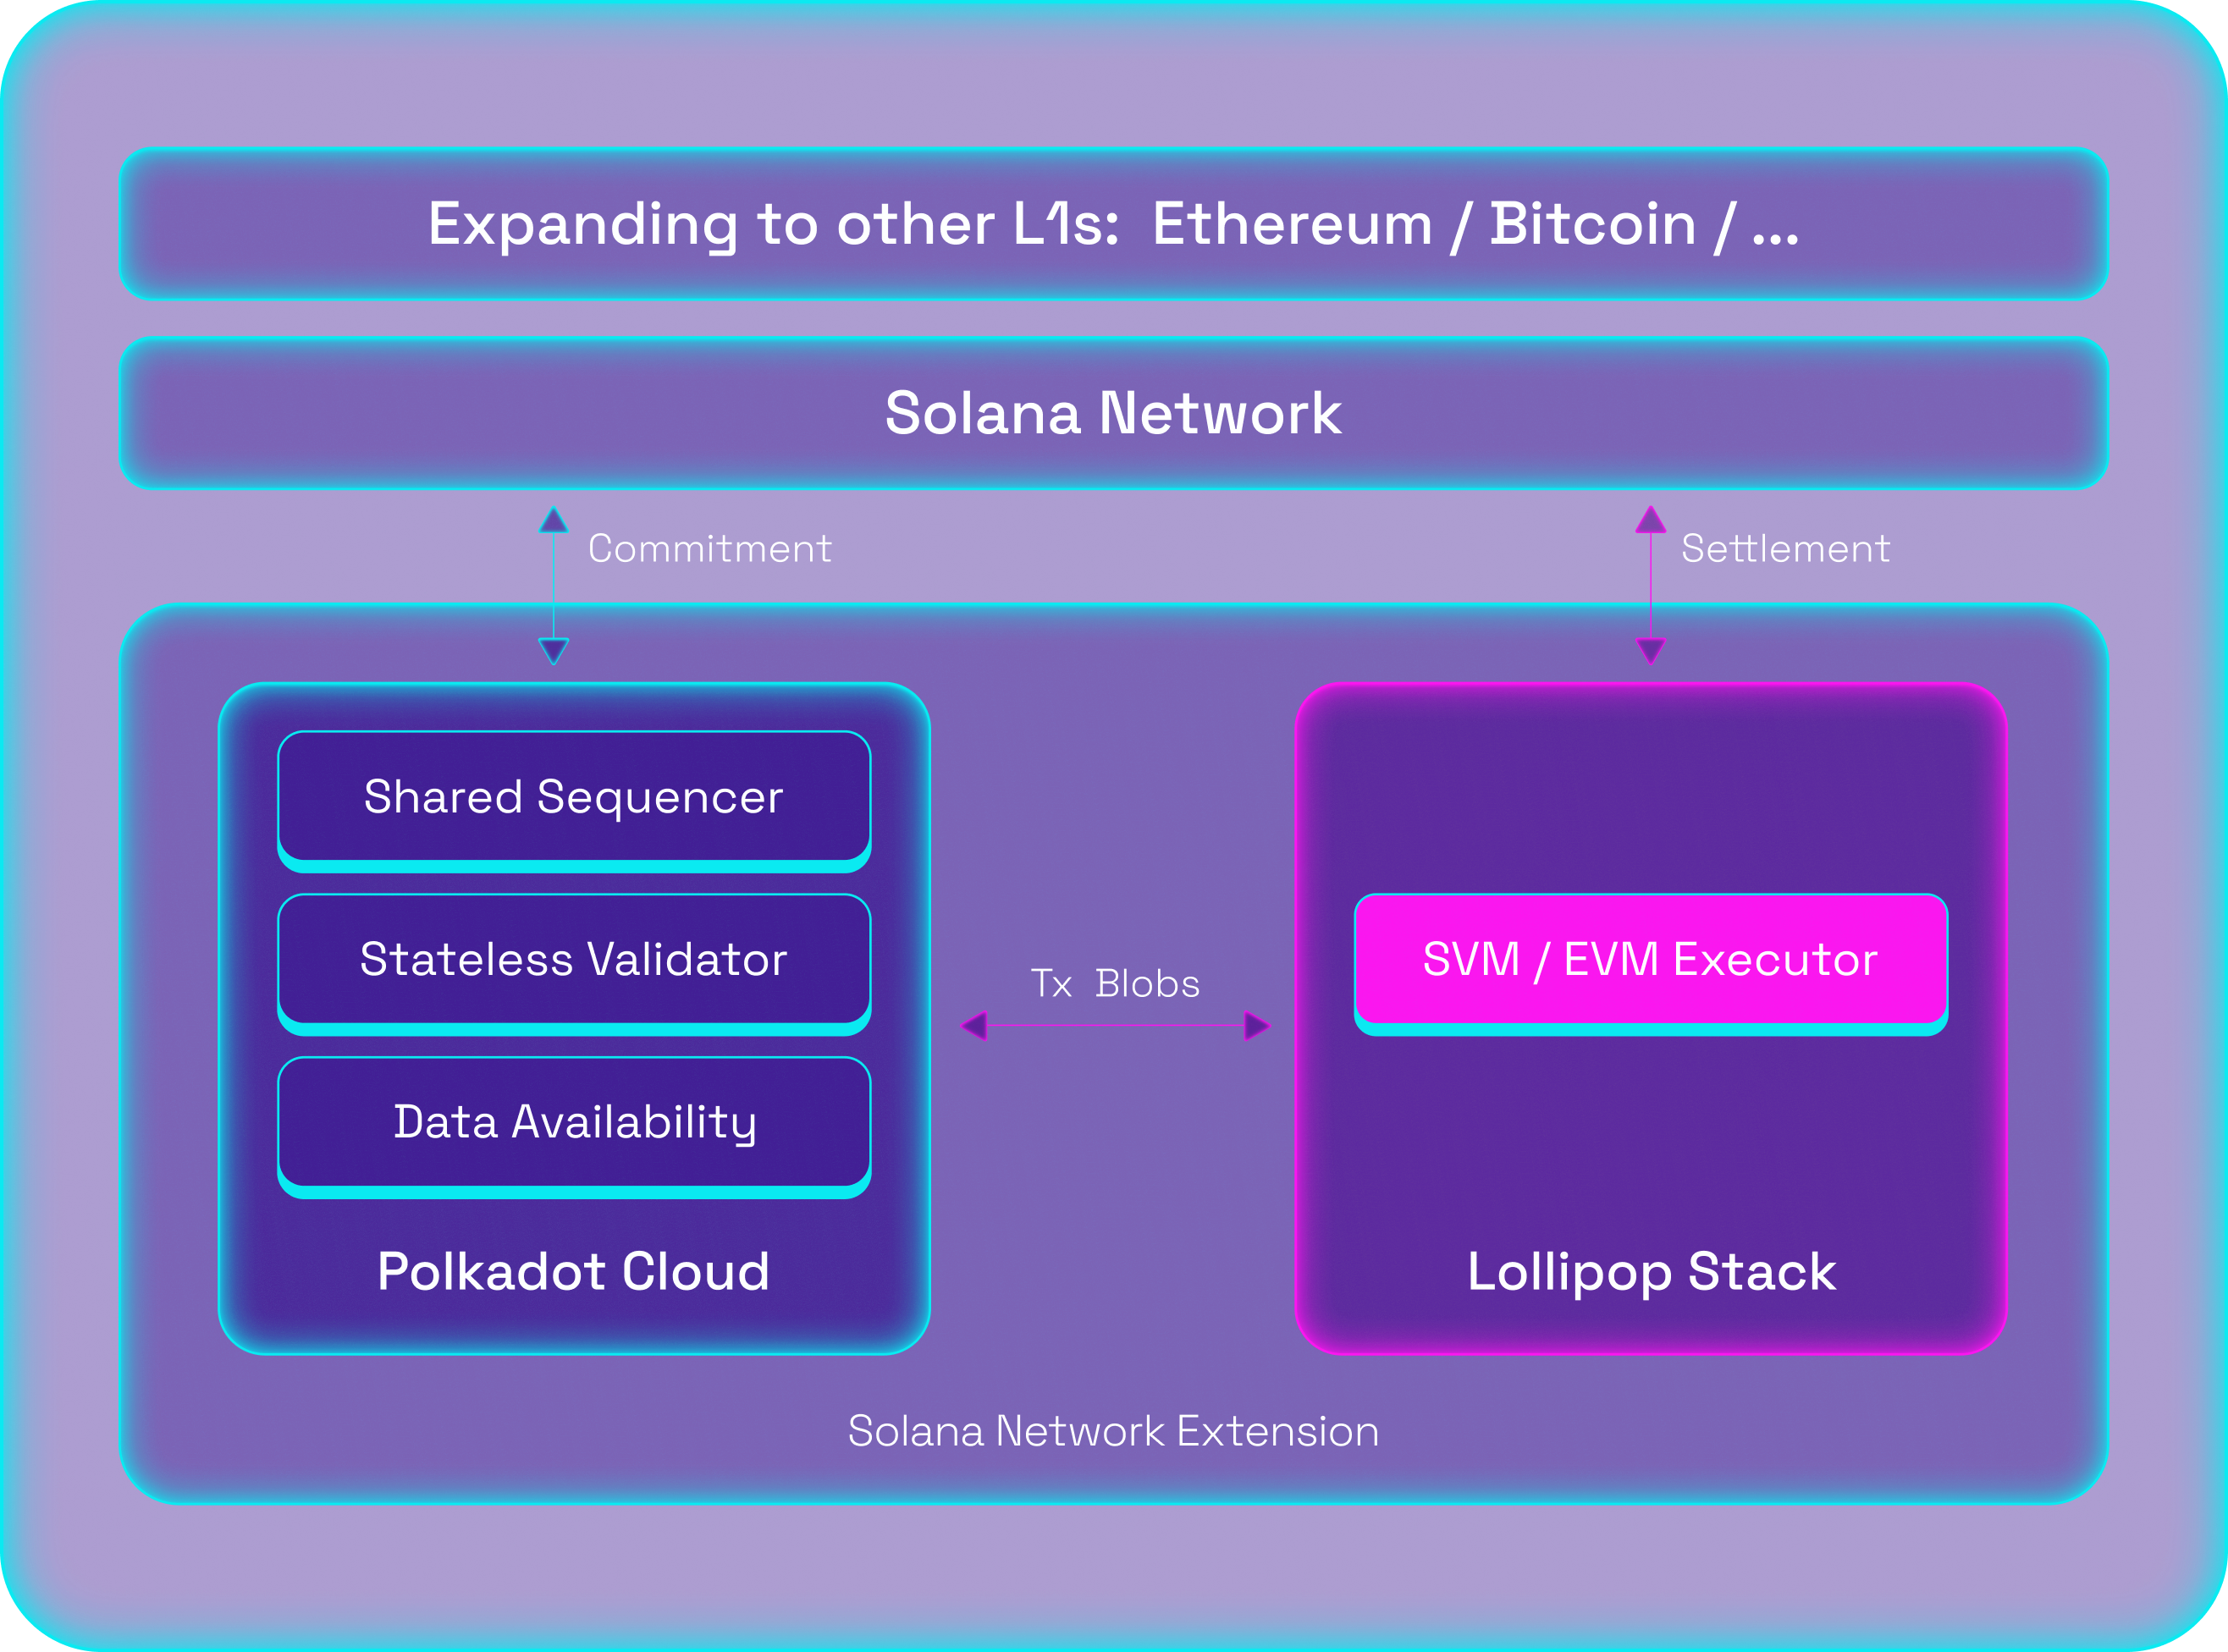 Expanding to other L1s: Ethereum / Bitcoin / ...
Solana Network
Commitment
Settlement
Shared Sequencer
Stateless Validator
Data Availability
Polkadot Cloud
Tx Blobs
SVM / EVM Executor
Lollipop Stack
Solana Network Extension